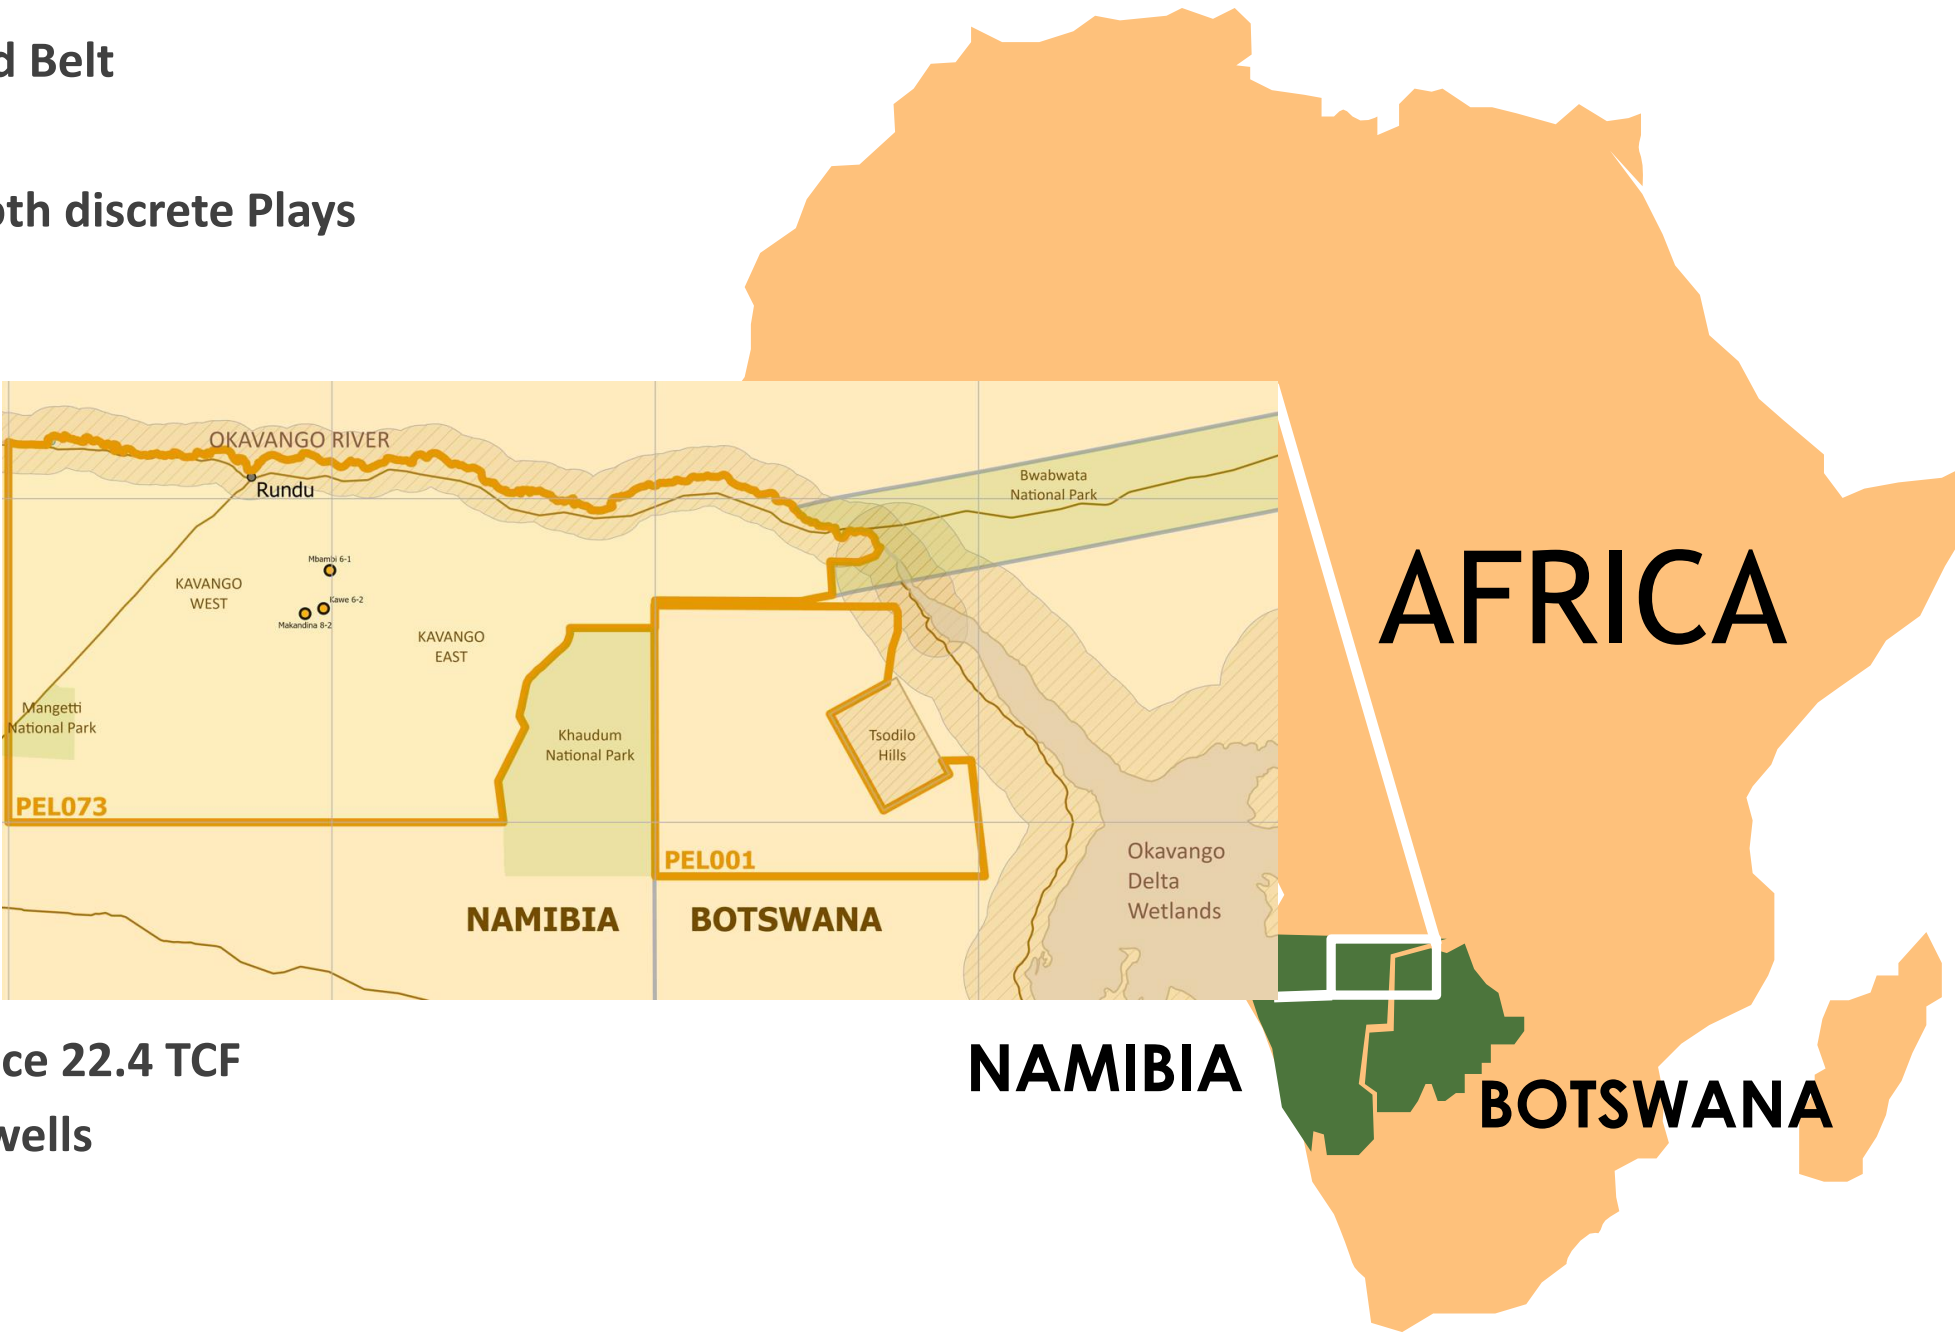 d Belt
oth discrete Plays
OKAVANGO RIVER
Rundu
Bwabwata
National Park
Mbambi 6-1
KAVANGO
WEST
Kawe 6-2
Makandina 8-2
KAVANGO
EAST
AFRICA
Mangetti
National Park
Khaudum
National Park
Tsodilo
Hills
PEL073
PEL001
Okavango
Delta
Wetlands
NAMIBIA
BOTSWANA
ce 22.4 TCF
wells
NAMIBIA
BOTSWANA